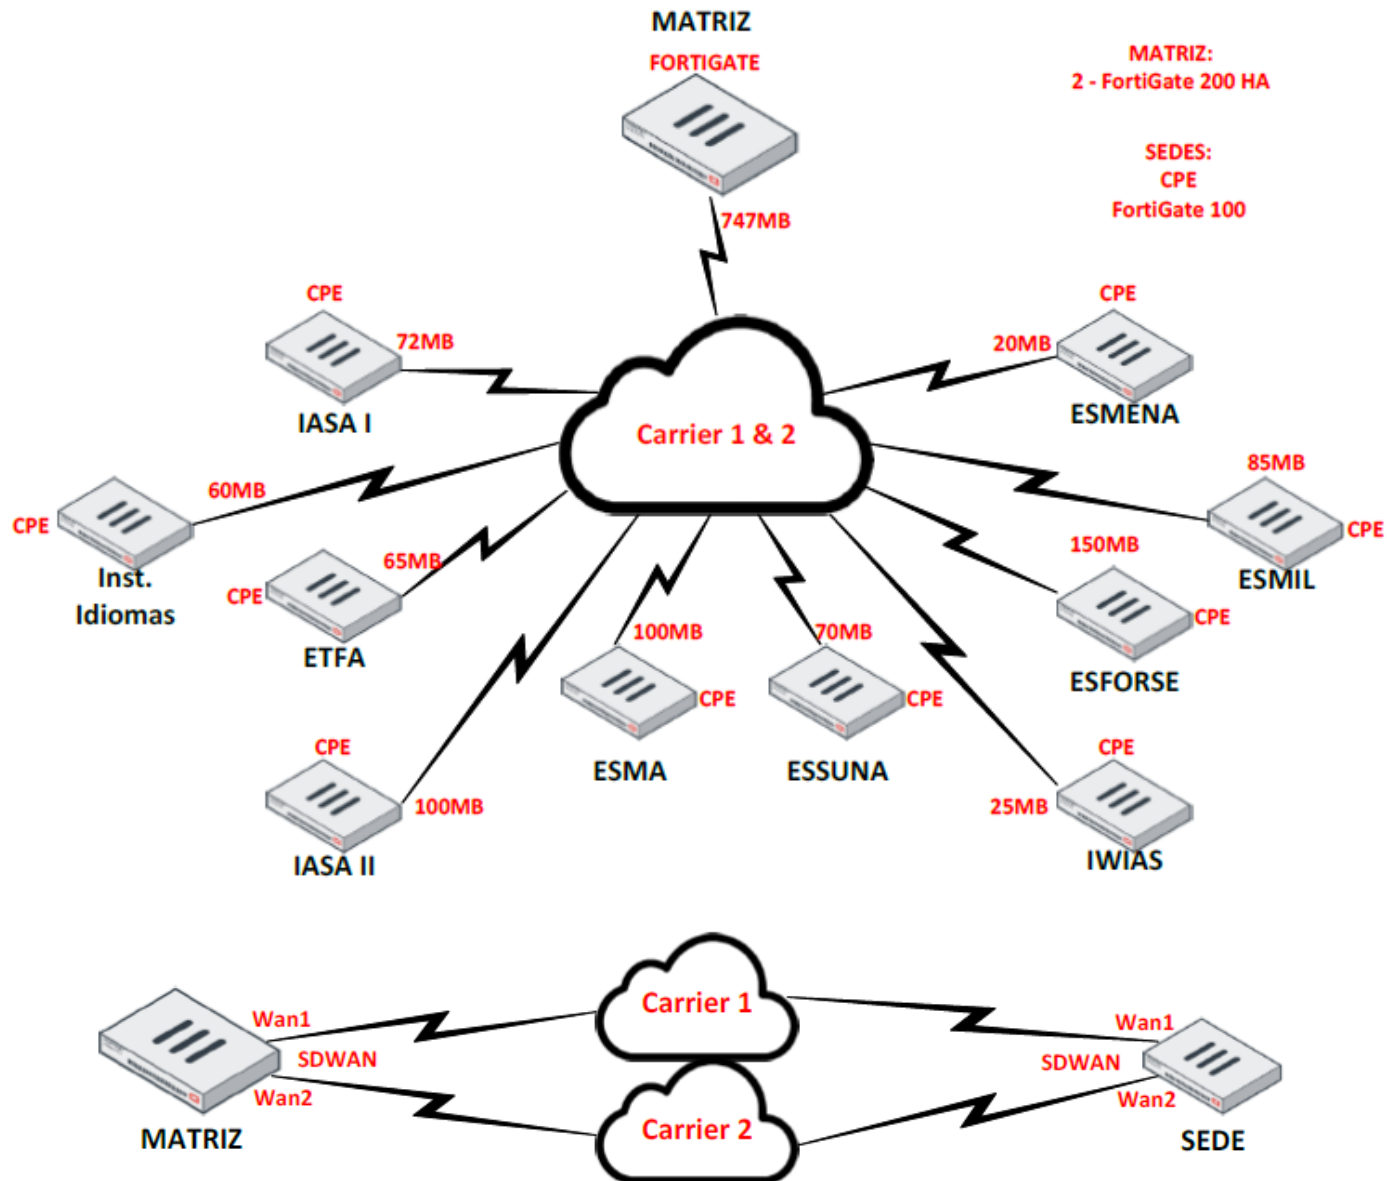 MATRIZ
FORTIGATE
MATRIZ:
2 - FortiGate 200 HA
SEDES:
CPE
FortiGate 100
747MB
CPE
72MB
IASA I
CPE
20MB
ESMENA
Carrier 1 & 2
60MB
CPE
Inst.
Idiomas
85MB
CPE
ESMIL
65MB
CPE
ETFA
150MB
CPE
ESFORSE
100MB
CPE
ESMA
70MB
CPE
ESSUNA
CPE
100MB
IASA II
CPE
25MB
IWIAS
Carrier 1
Wan1
SDWAN
Wan2
MATRIZ
Wan1
SDWAN
Wan2
SEDE
Carrier 2